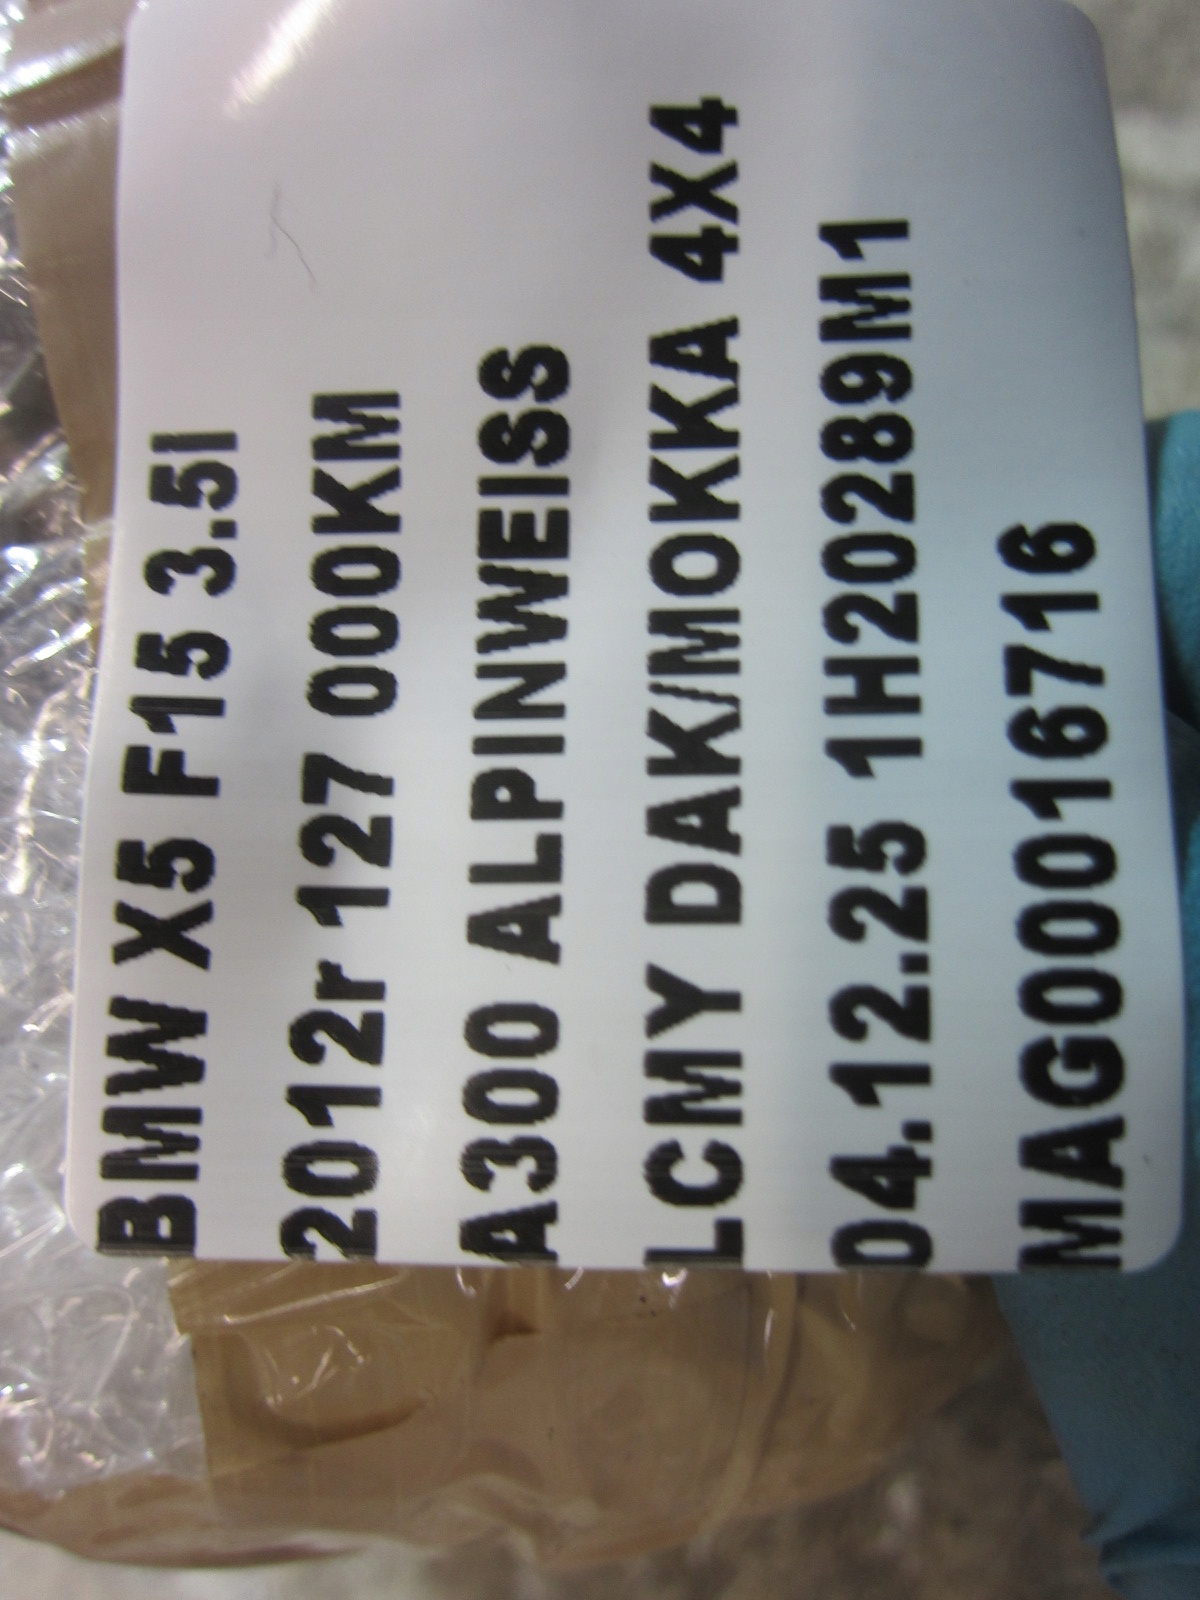 BMW X5 F15 3.5I
2012r 127 000KM
A300 ALPINWEISS
LCMY DAK/MOKKA 4X4
04.12.25 1H20289M1
MAG00016716